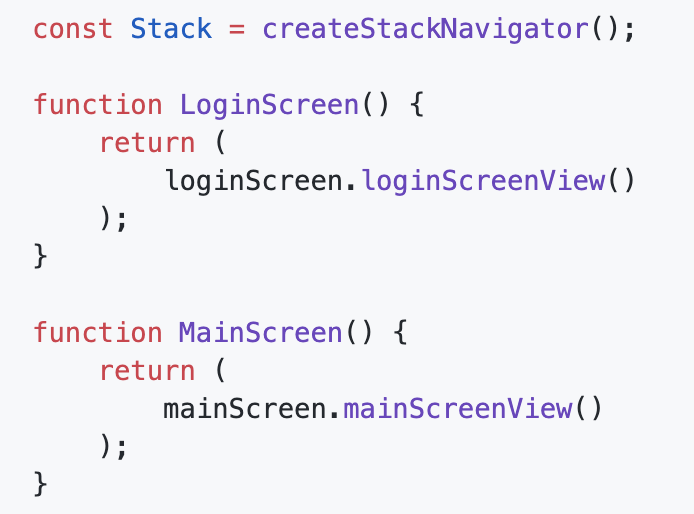 const Stack = createStackNavigator();
function LoginScreen() {
return (
loginScreen.loginScreenView()
);
}
function MainScreen() {
return (
mainScreen.mainScreenView()
);
}